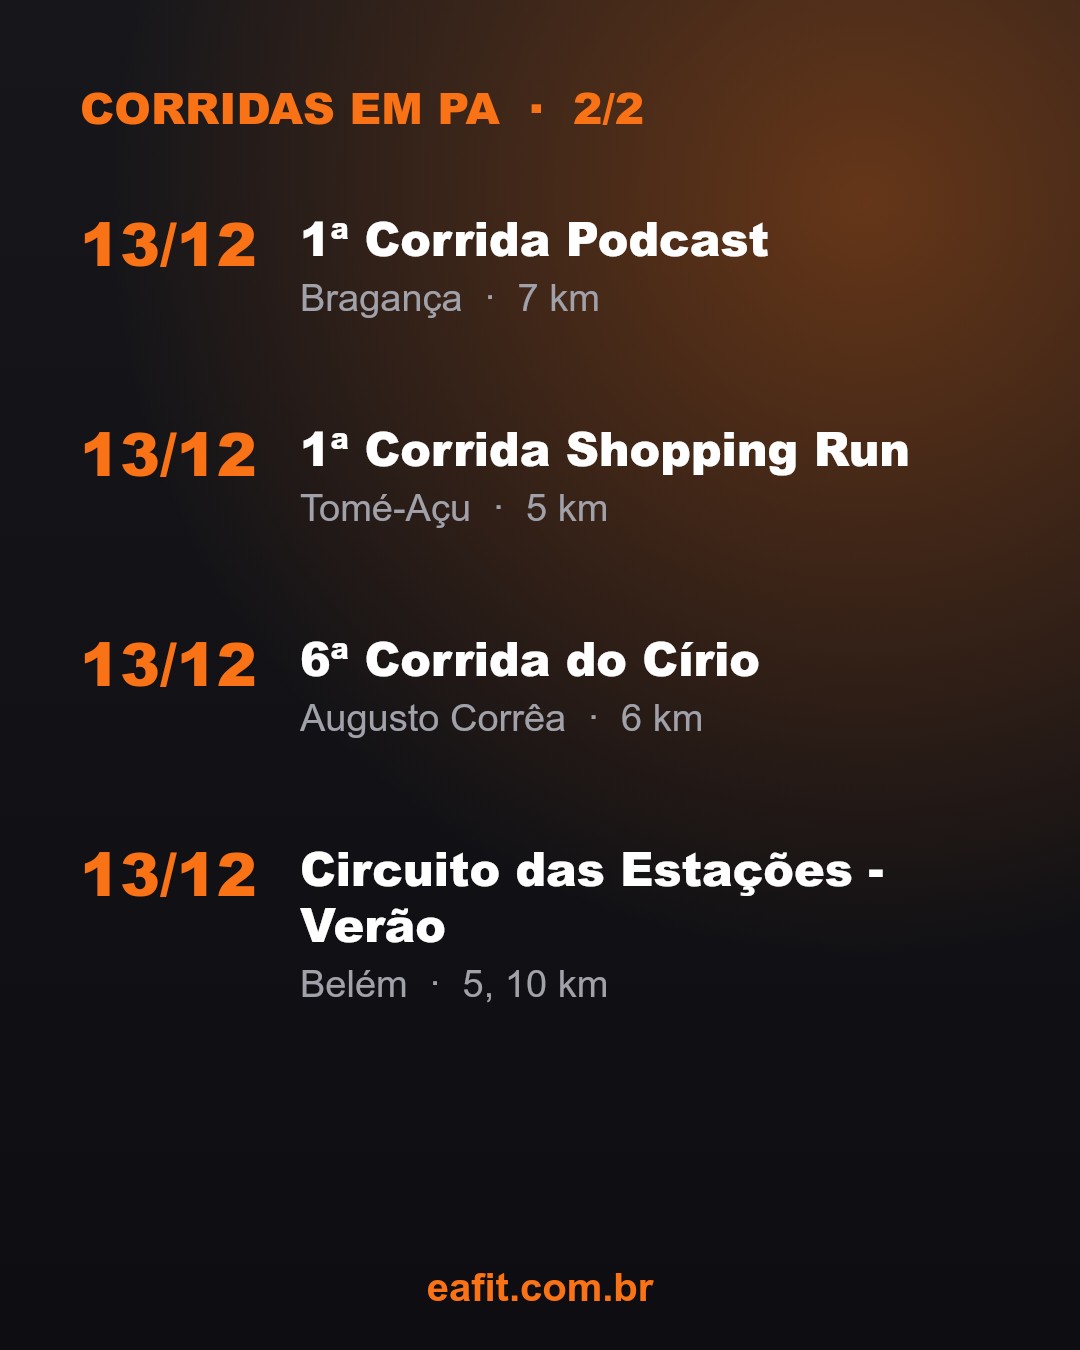 CORRIDAS EM PA · 2/2
13/12 1ª Corrida Podcast
Bragança · 7 km
13/12 1ª Corrida Shopping Run
Tomé-Açu · 5 km
13/12 6ª Corrida do Círio
Augusto Corrêa · 6 km
13/12 Circuito das Estações -
Verão
Belém · 5, 10 km
eafit.com.br